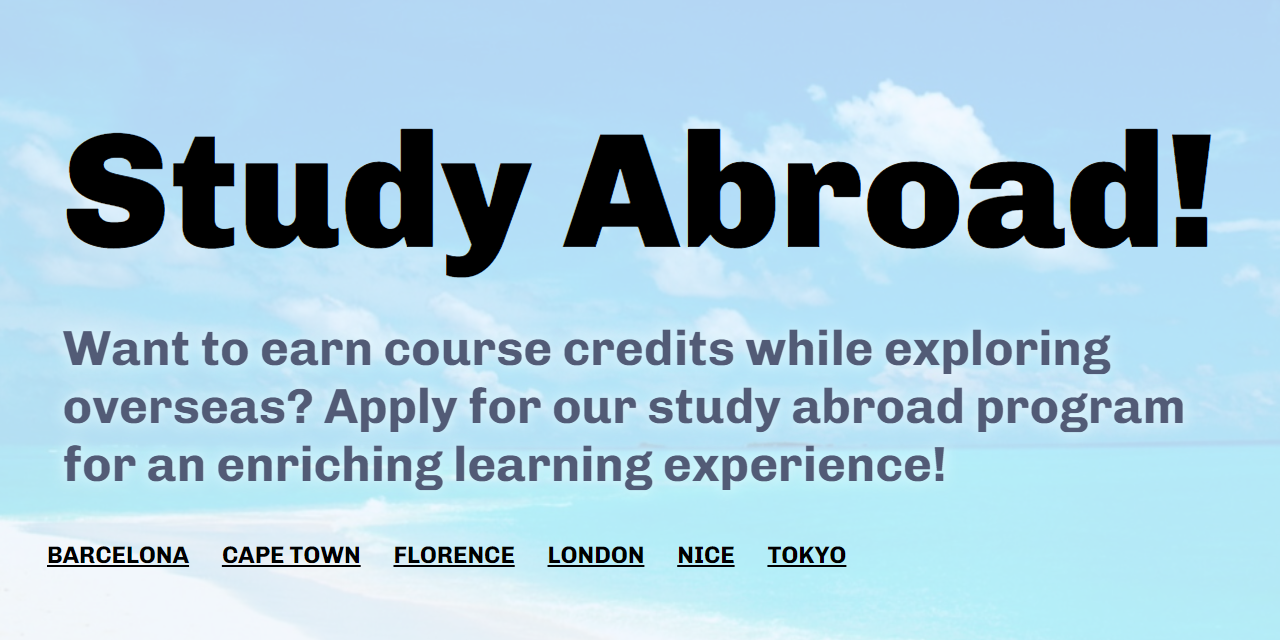 Study Abroad!
Want to earn course credits while exploring
overseas? Apply for our study abroad program
for an enriching learning experience!
BARCELONA CAPE TOWN FLORENCE LONDON NICE TOKYO